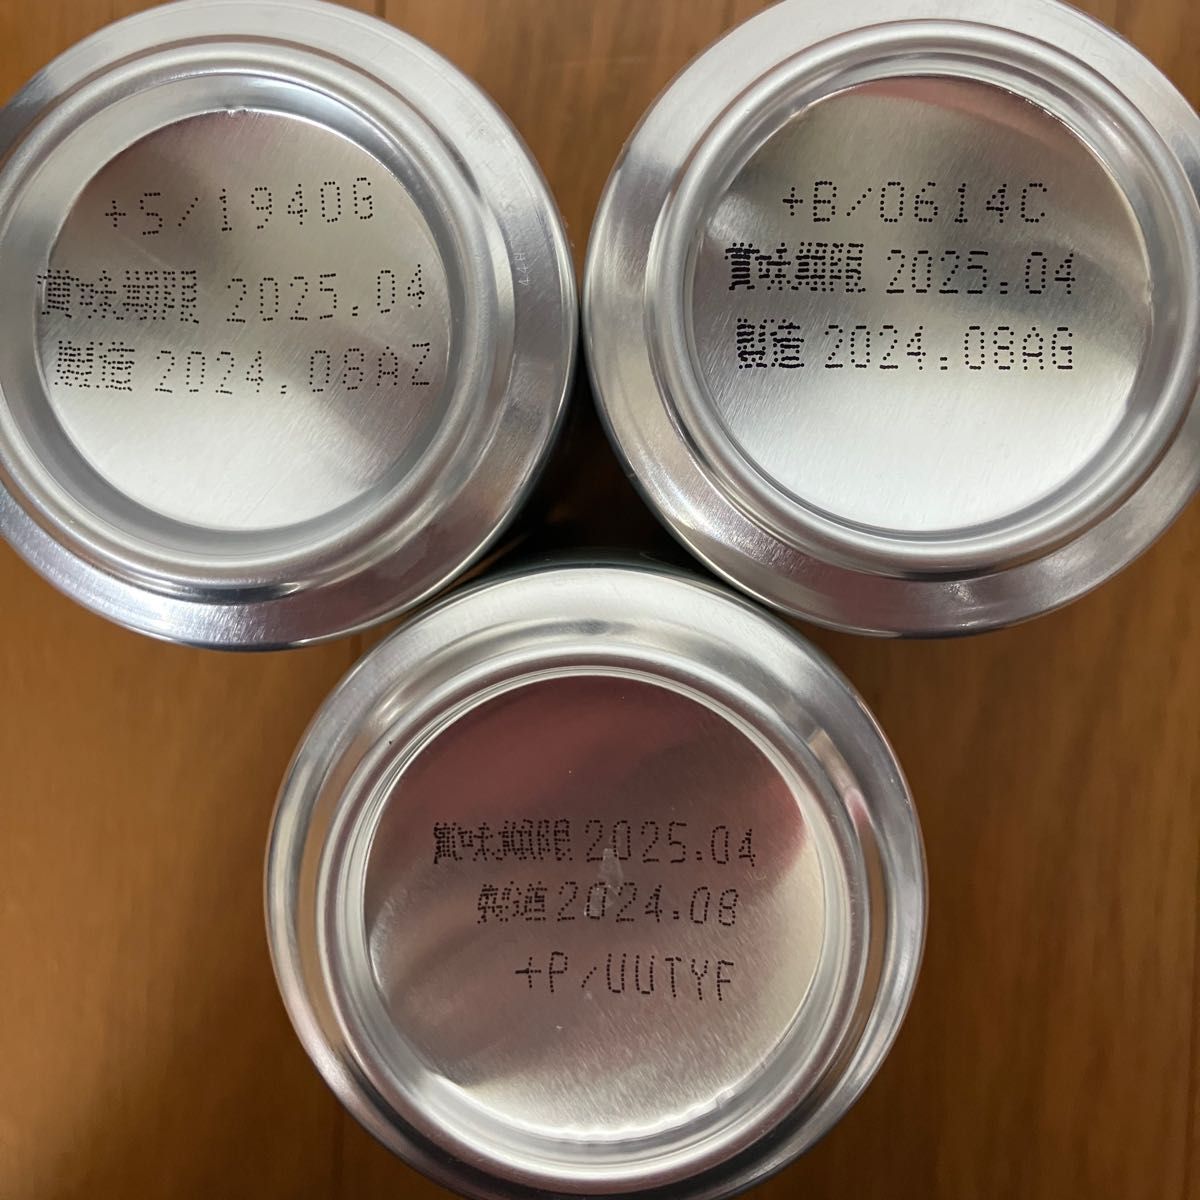 +S/1940G
賞味期限 2025.04
製造 2024.08AZ
+B/0614C
賞味期限 2025.04
製造 2024.08AG
賞味期限 2025.04
製造 2024.08
+P/UUTYF